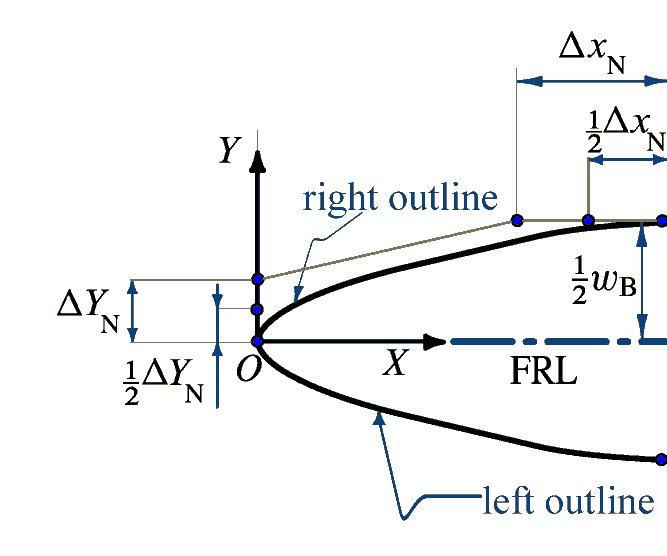 Δx_N
½Δx_N
Y
right outline
½w_B
ΔY_N
½ΔY_N
O
X
FRL
left outline